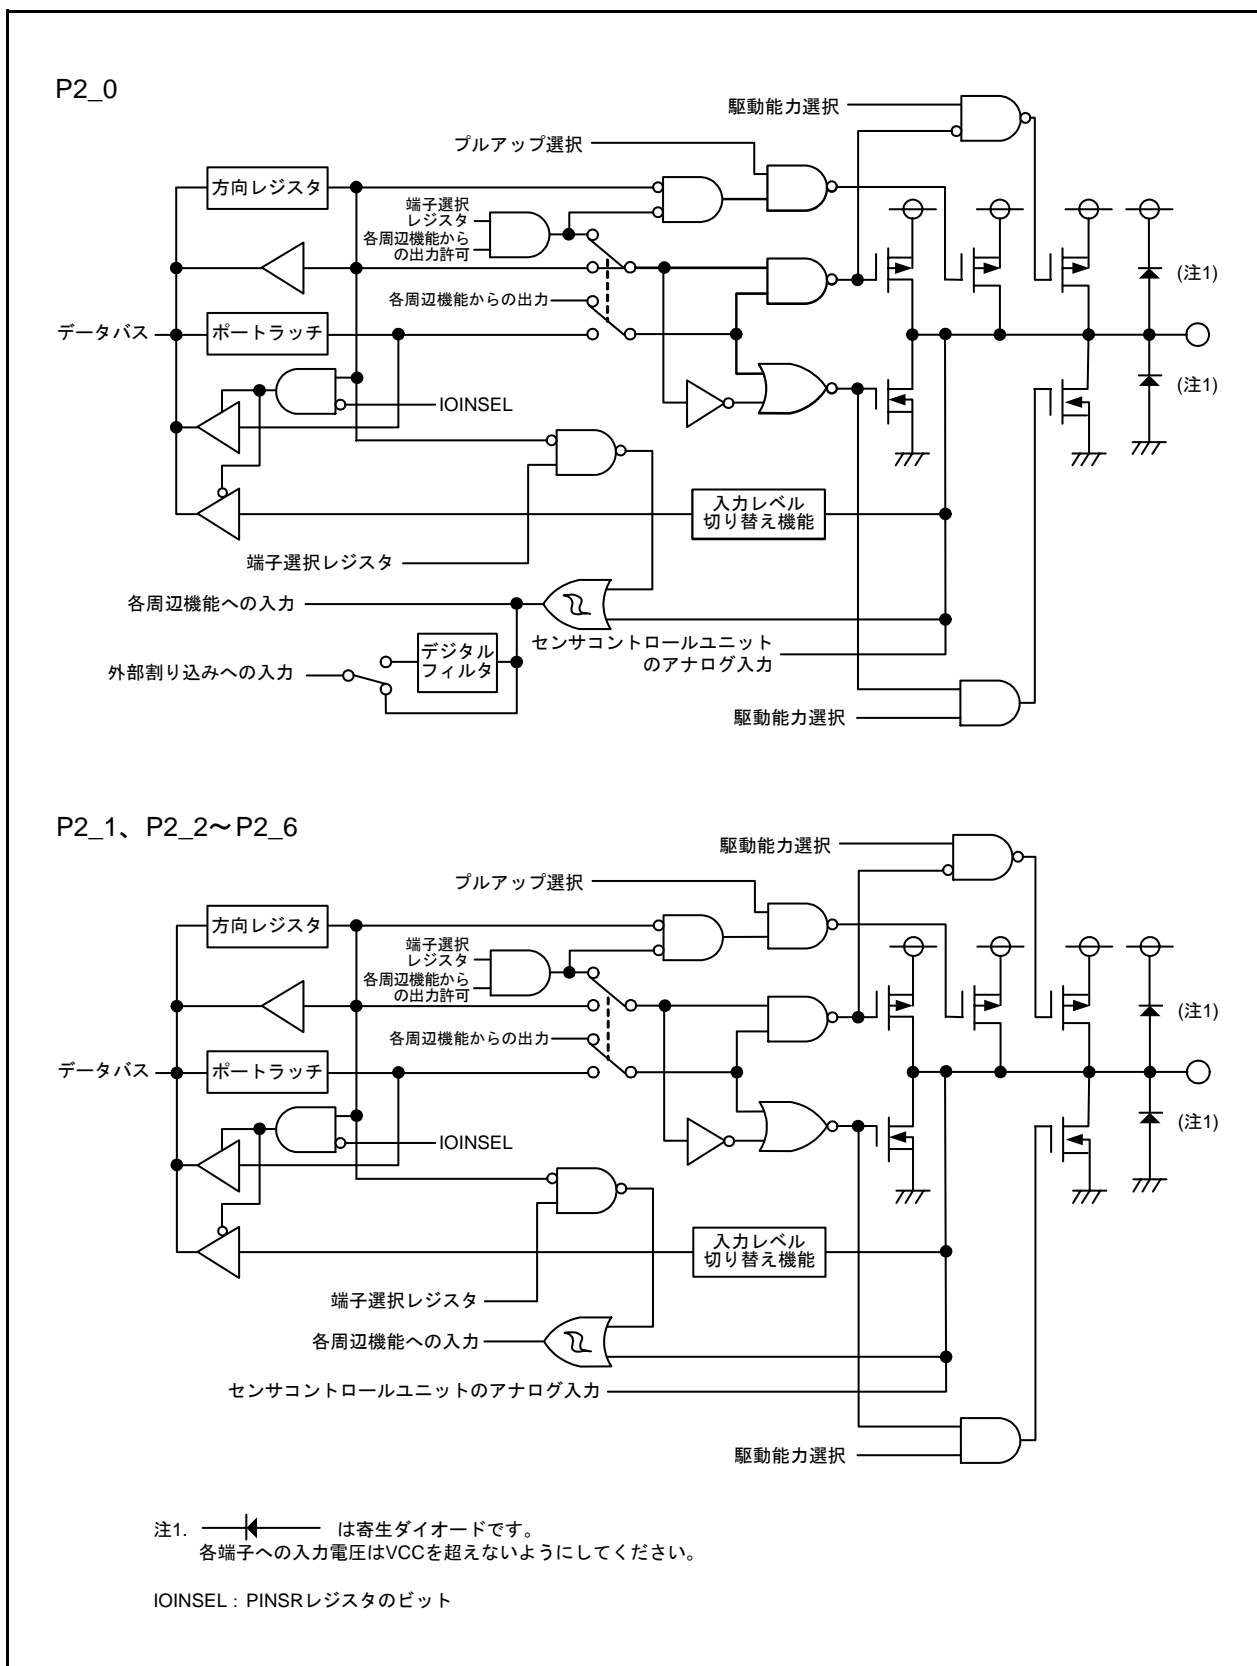 P2_0
駆動能力選択
プルアップ選択
方向レジスタ
端子選択
レジスタ
各周辺機能から
の出力許可
(注1)
各周辺機能からの出力
データバス
ポートラッチ
(注1)
IOINSEL
入力レベル
切り替え機能
端子選択レジスタ
各周辺機能への入力
センサコントロールユニット
のアナログ入力
デジタル
フィルタ
外部割り込みへの入力
駆動能力選択
P2_1、P2_2～P2_6
駆動能力選択
プルアップ選択
方向レジスタ
端子選択
レジスタ
各周辺機能から
の出力許可
(注1)
各周辺機能からの出力
データバス
ポートラッチ
(注1)
IOINSEL
入力レベル
切り替え機能
端子選択レジスタ
各周辺機能への入力
センサコントロールユニットのアナログ入力
駆動能力選択
注1. は寄生ダイオードです。
各端子への入力電圧はVCCを超えないようにしてください。
IOINSEL：PINSRレジスタのビット